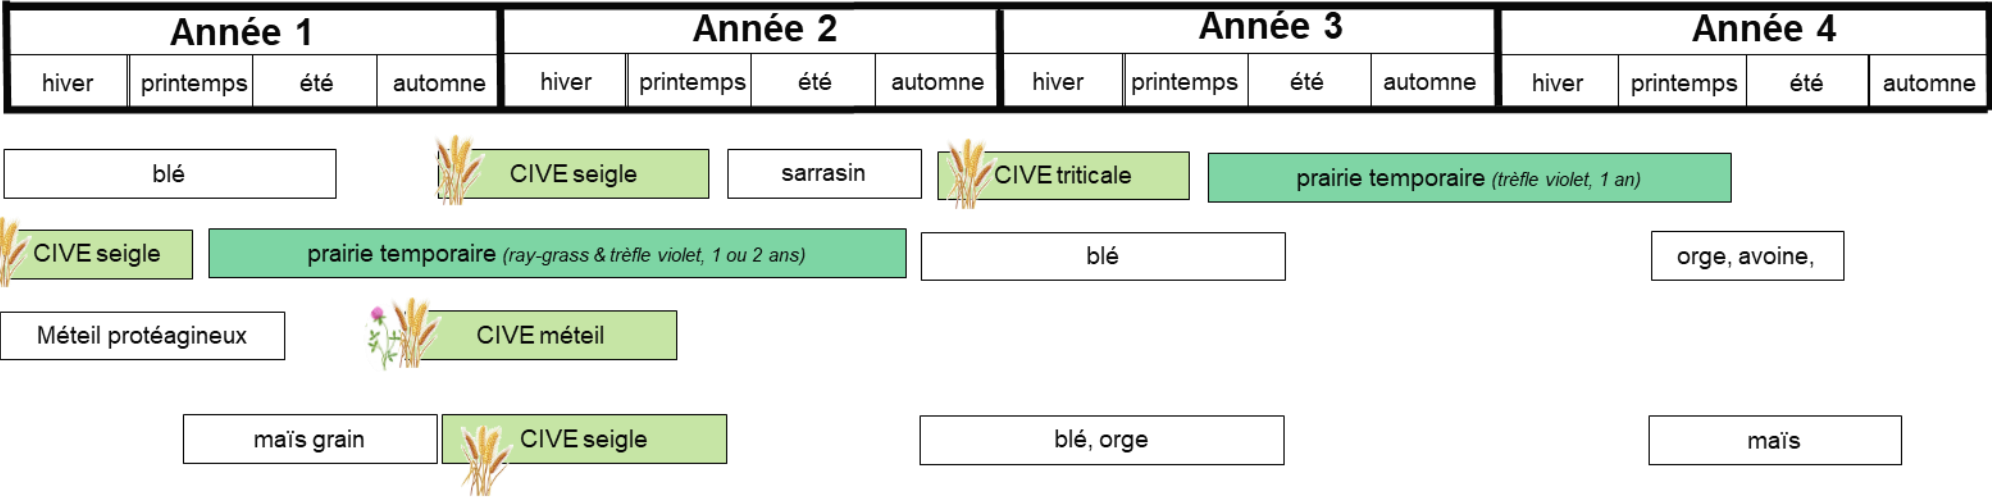 Année 1 Année 2 Année 3 Année 4
hiver printemps été automne hiver printemps été automne hiver printemps été automne hiver printemps été automne
blé CIVE seigle sarrasin CIVE triticale prairie temporaire (trèfle violet, 1 an)
CIVE seigle prairie temporaire (ray-grass & trèfle violet, 1 ou 2 ans) blé orge, avoine,
Méteil protéagineux CIVE méteil
maïs grain CIVE seigle blé, orge maïs